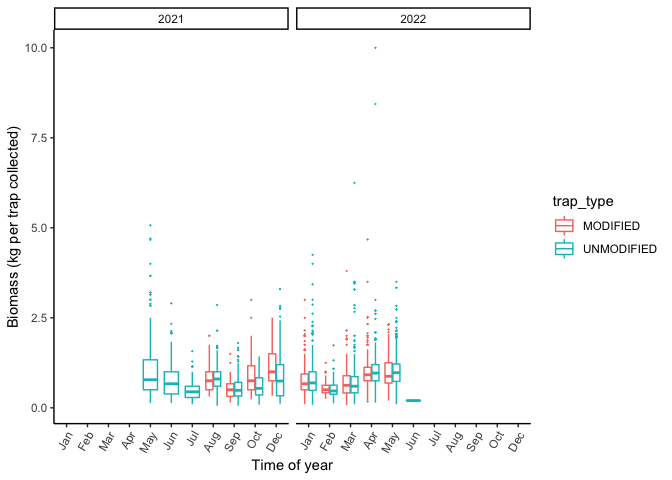 2021 2022
10.0
7.5
5.0
2.5
0.0
Biomass (kg per trap collected)
Jan Feb Mar Apr May Jun Jul Aug Sep Oct Dec Jan Feb Mar Apr May Jun Jul Aug Sep Oct Dec
Time of year
trap_type
MODIFIED
UNMODIFIED